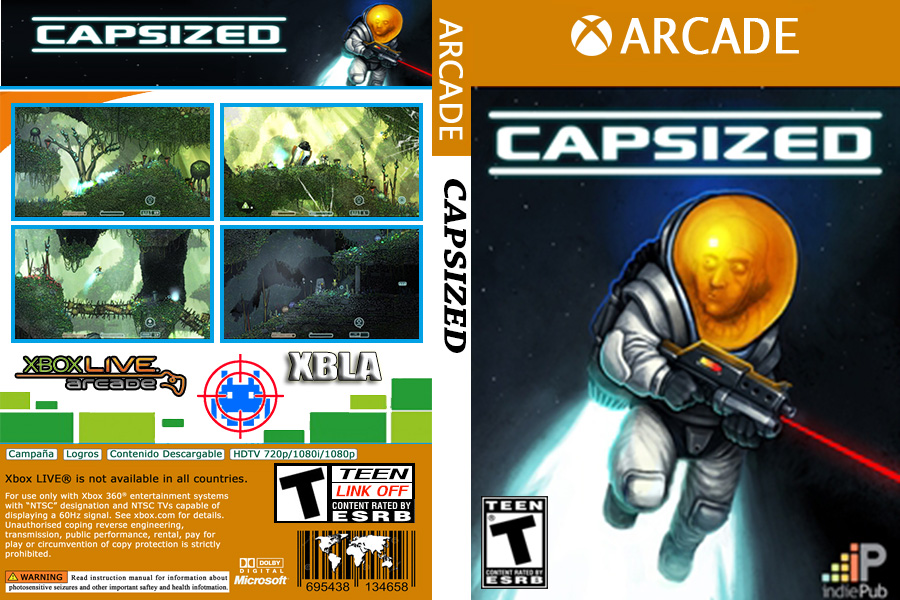 CAPSIZED
XBOX LIVE
arcade
XBLA
Campaña
Logros
Contenido Descargable
HDTV 720p/1080i/1080p
Xbox LIVE® is not available in all countries.
For use only with Xbox 360® entertainment systems
with “NTSC” designation and NTSC TVs capable of
displaying a 60Hz signal. See xbox.com for details.
Unauthorised coping reverse engineering,
transmission, public performance, rental, pay for
play or circumvention of copy protection is strictly
prohibited.
WARNING Read instruction manual for information about
photosensitive seizures and other important saftey and health infotmation.
T
TEEN
LINK OFF
CONTENT RATED BY
ESRB
DOLBY
DIGITAL
Microsoft
695438 134658
ARCADE
CAPSIZED
ARCADE
CAPSIZED
TEEN
T
CONTENT RATED BY
ESRB
iP
indiePub